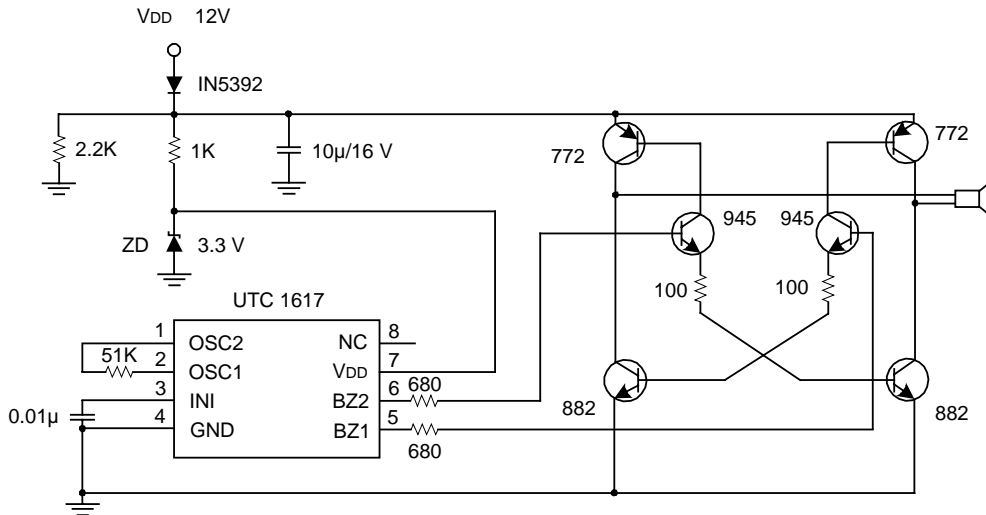 VDD 12V
IN5392
2.2K
1K
10μ/16 V
772
772
945
945
ZD
3.3 V
100
100
UTC 1617
1
OSC2
NC
8
51K
2
OSC1
VDD
7
3
INI
BZ2
6
680
0.01μ
4
GND
BZ1
5
680
882
882